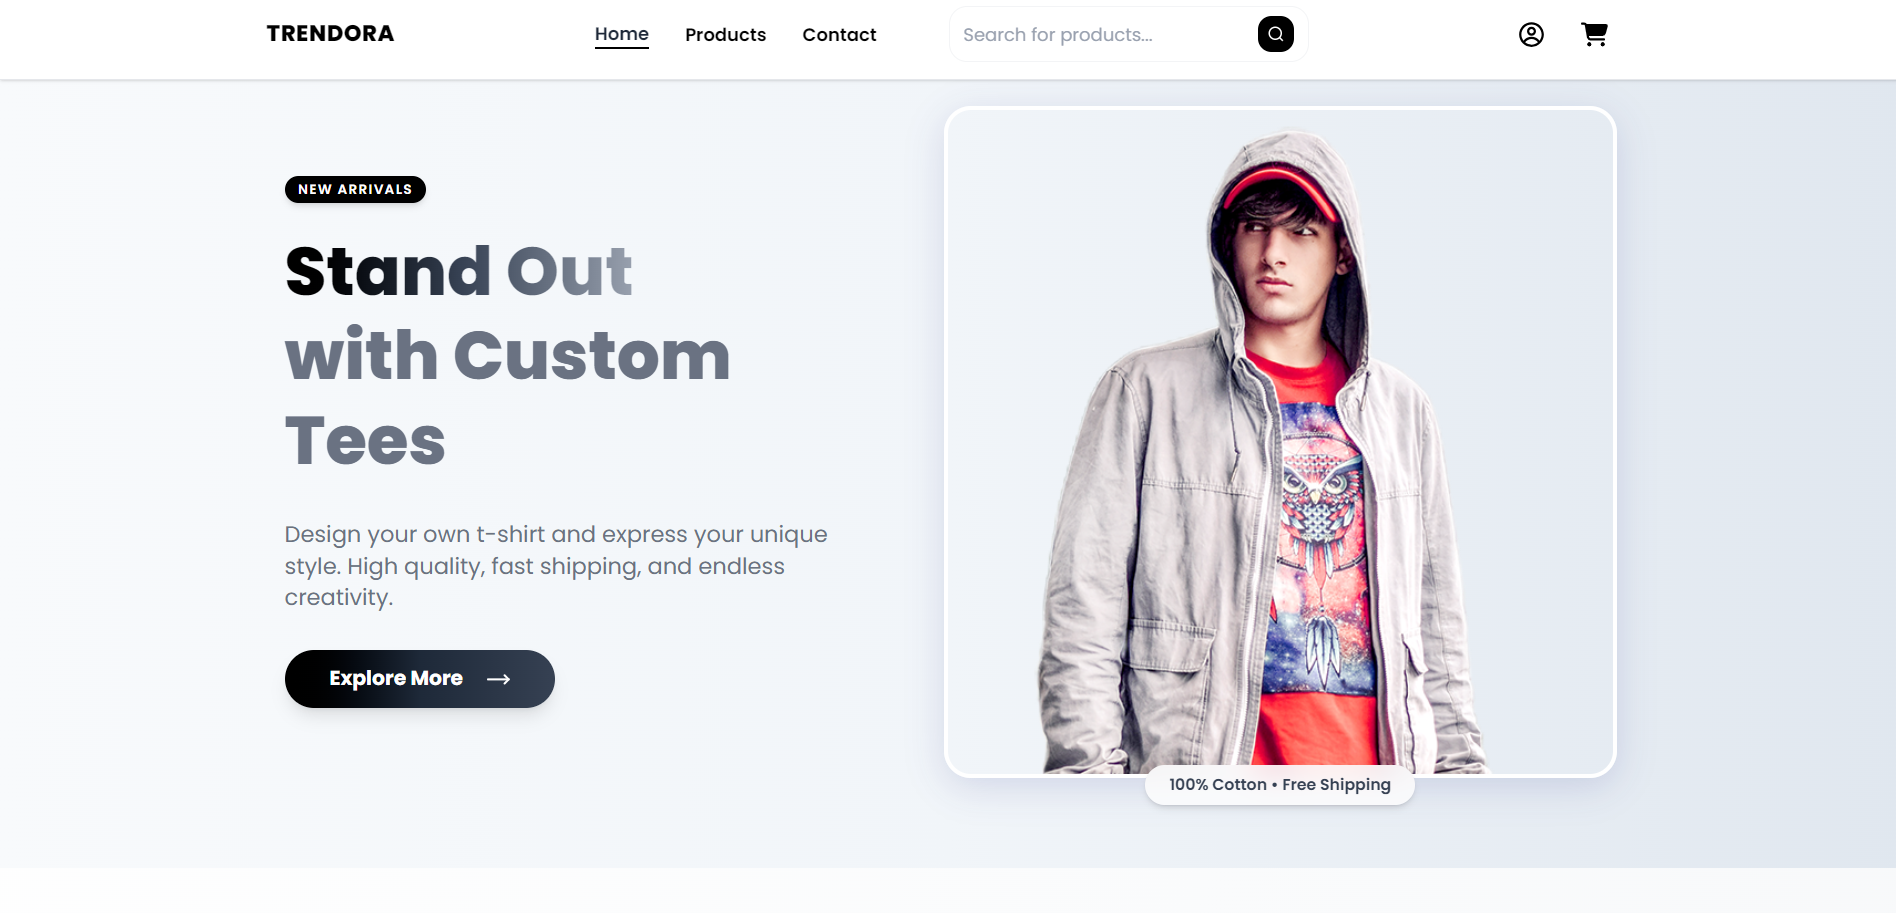 TRENDORA
Home
Products
Contact
Search for products...
NEW ARRIVALS
Stand Out
with Custom
Tees
Design your own t-shirt and express your unique
style. High quality, fast shipping, and endless
creativity.
Explore More
100% Cotton • Free Shipping